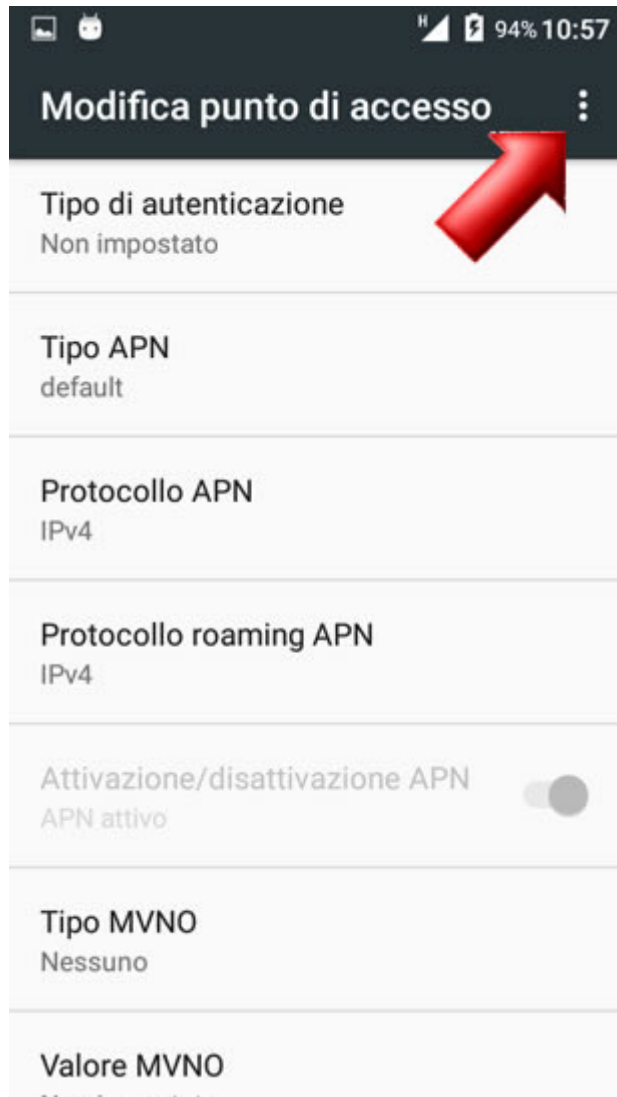 H 94% 10:57
Modifica punto di accesso
Tipo di autenticazione
Non impostato
Tipo APN
default
Protocollo APN
IPv4
Protocollo roaming APN
IPv4
Attivazione/disattivazione APN
APN attivo
Tipo MVNO
Nessuno
Valore MVNO